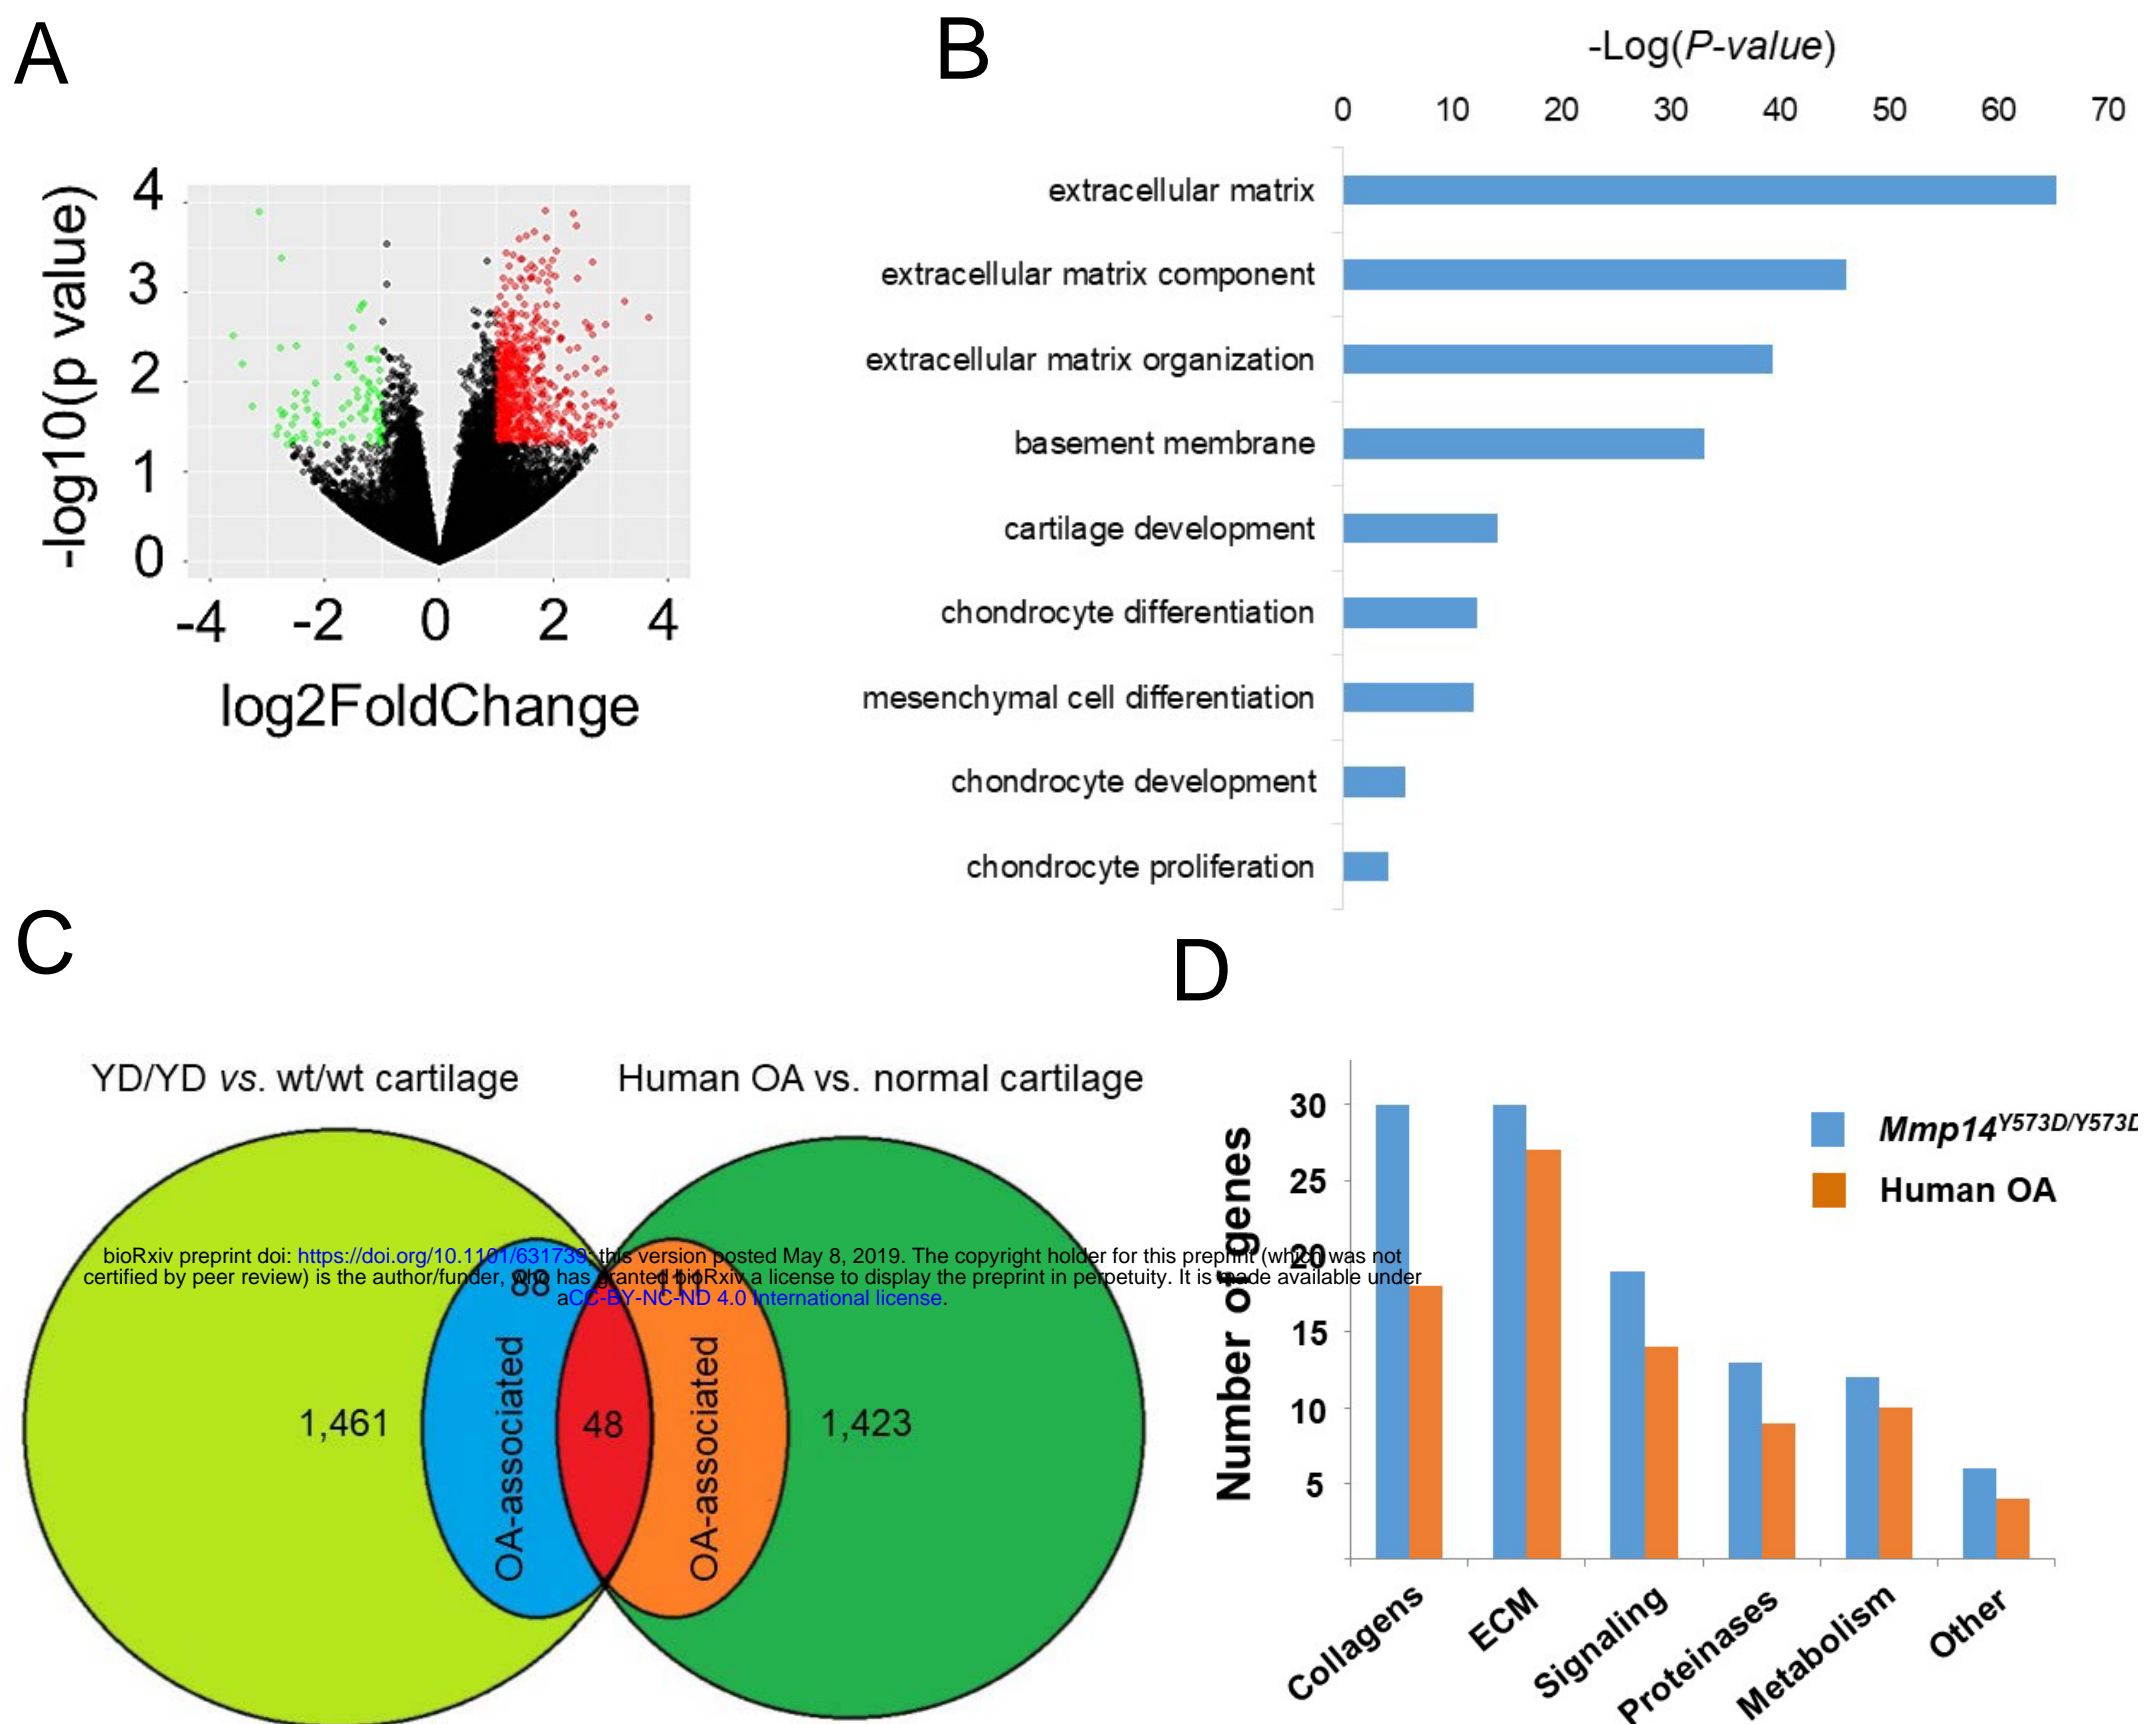 A
-log10(p value)
4
3
2
1
0
-4 -2 0 2 4
log2FoldChange
B
-Log(P-value)
0 10 20 30 40 50 60 70
extracellular matrix
extracellular matrix component
extracellular matrix organization
basement membrane
cartilage development
chondrocyte differentiation
mesenchymal cell differentiation
chondrocyte development
chondrocyte proliferation
C
YD/YD vs. wt/wt cartilage
Human OA vs. normal cartilage
bioRxiv preprint doi: https://doi.org/10.1101/631739; this version posted May 8, 2019. The copyright holder for this preprint (which was not
certified by peer review) is the author/funder, who has granted bioRxiv a license to display the preprint in perpetuity. It is made available under
aCC-BY-NC-ND 4.0 International license.
88
111
OA-associated
OA-associated
1,461
48
1,423
D
Number of genes
30
25
20
15
10
5
Mmp14Y573D/Y573D
Human OA
Collagens
ECM
Signaling
Proteinases
Metabolism
Other